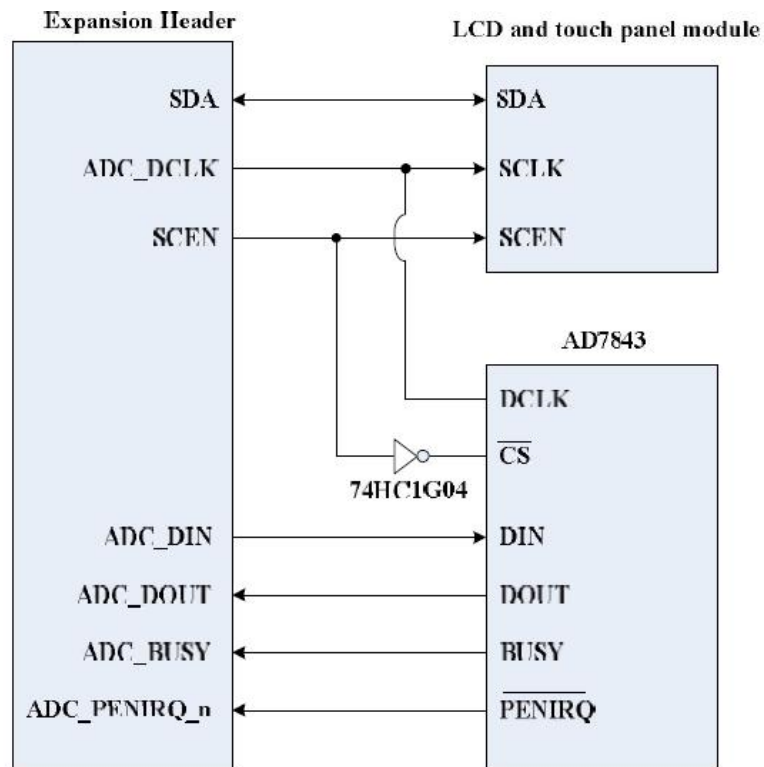 Expansion Header
SDA
ADC_DCLK
SCEN
ADC_DIN
ADC_DOUT
ADC_BUSY
ADC_PENIRQ_n
LCD and touch panel module
SDA
SCLK
SCEN
AD7843
DCLK
CS
74HC1G04
DIN
DOUT
BUSY
PENIRQ